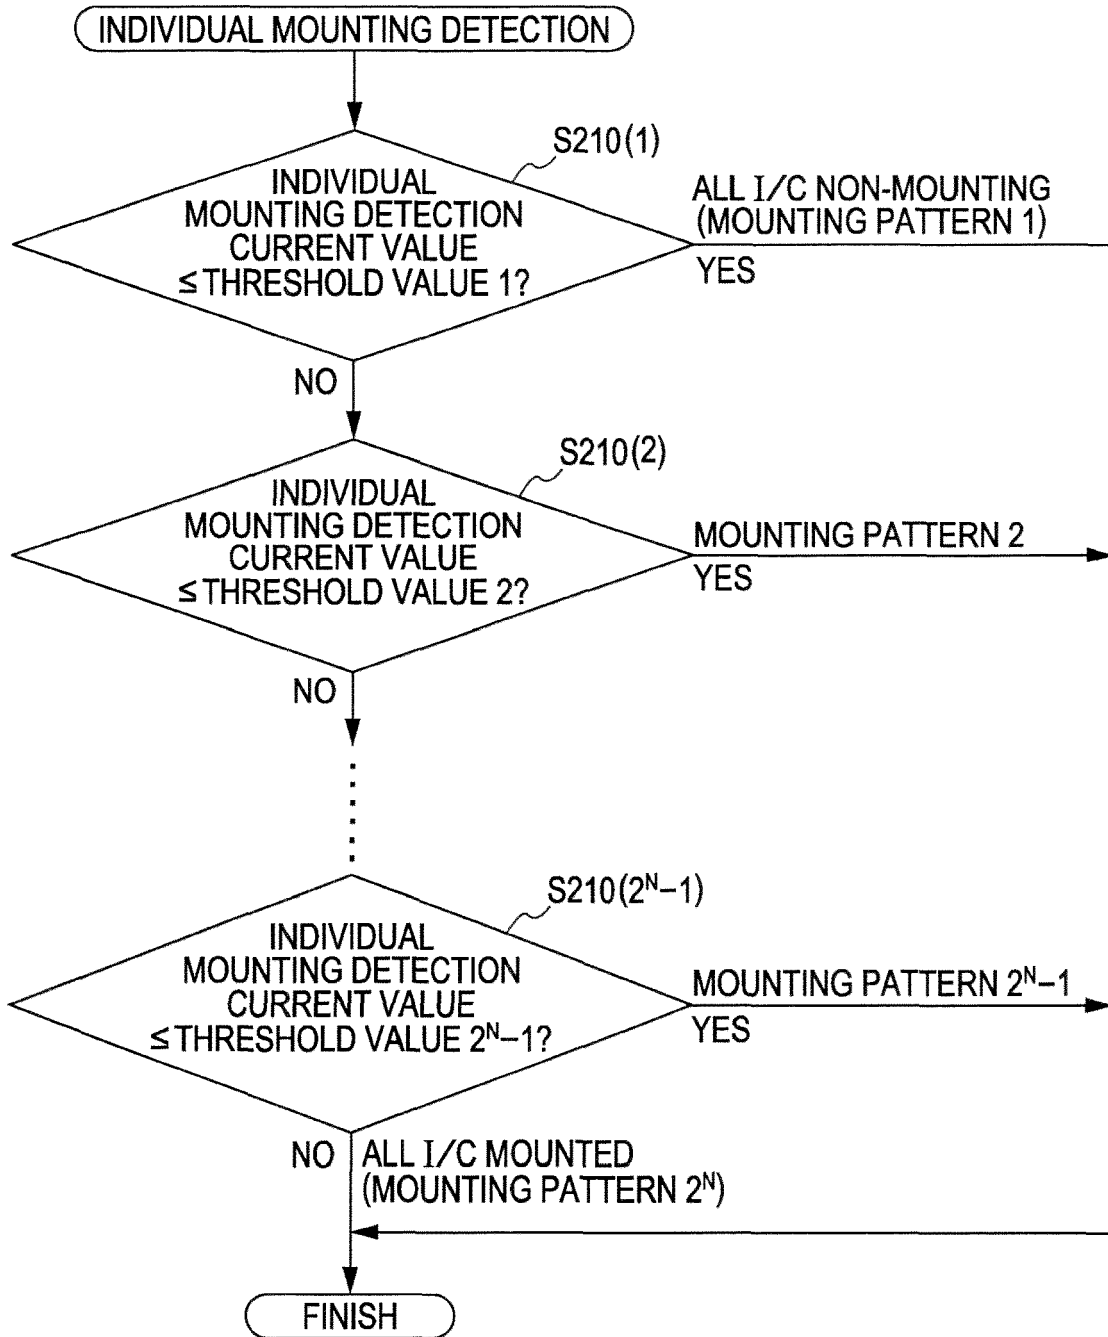 INDIVIDUAL MOUNTING DETECTION
S210(1)
INDIVIDUAL
MOUNTING DETECTION
CURRENT VALUE
≤ THRESHOLD VALUE 1?
ALL I/C NON-MOUNTING
(MOUNTING PATTERN 1)
YES
NO
S210(2)
INDIVIDUAL
MOUNTING DETECTION
CURRENT VALUE
≤ THRESHOLD VALUE 2?
MOUNTING PATTERN 2
YES
NO
S210(2ᴺ–1)
INDIVIDUAL
MOUNTING DETECTION
CURRENT VALUE
≤ THRESHOLD VALUE 2ᴺ–1?
MOUNTING PATTERN 2ᴺ–1
YES
NO
ALL I/C MOUNTED
(MOUNTING PATTERN 2ᴺ)
FINISH